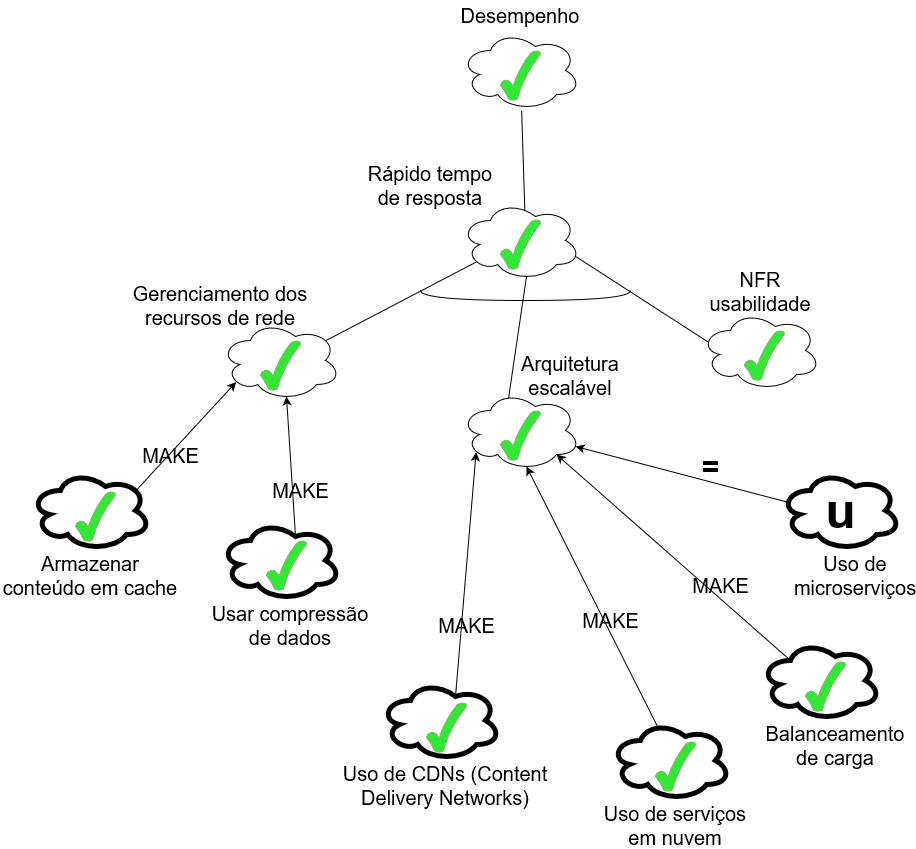 Desempenho
Rápido tempo
de resposta
Gerenciamento dos
recursos de rede
NFR
usabilidade
Arquitetura
escalável
MAKE
MAKE
=
u
Armazenar
conteúdo em cache
Usar compressão
de dados
Uso de
microserviços
MAKE
MAKE
MAKE
Uso de CDNs (Content
Delivery Networks)
Uso de serviços
em nuvem
Balanceamento
de carga